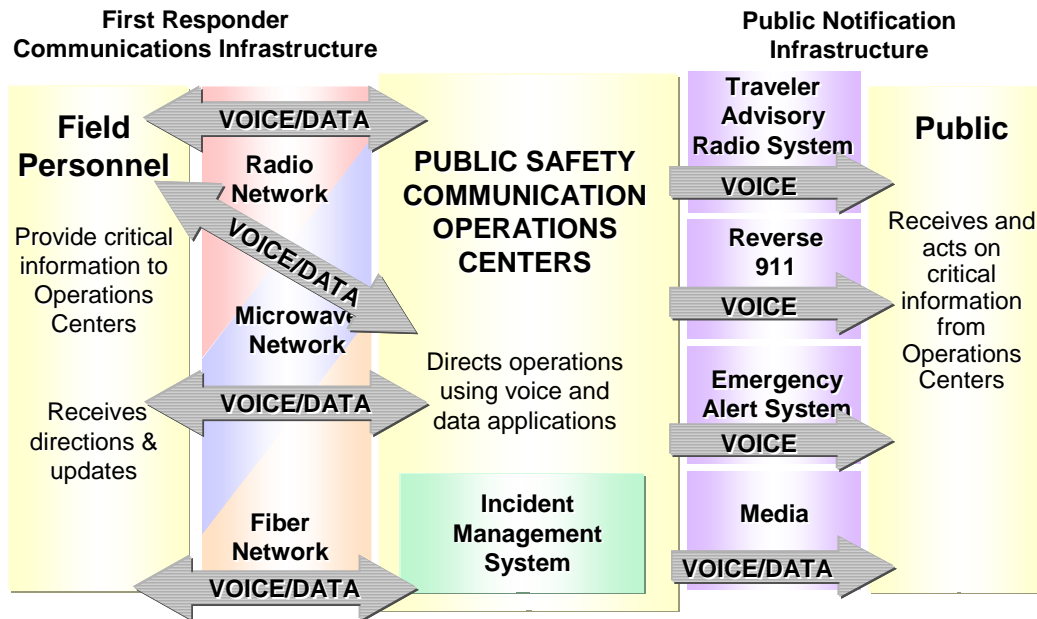 First Responder
Communications Infrastructure
Public Notification
Infrastructure
Field
Personnel
Provide critical
information to
Operations
Centers
Receives
directions &
updates
VOICE/DATA
Radio
Network
VOICE/DATA
Microwave
Network
VOICE/DATA
Fiber
Network
VOICE/DATA
PUBLIC SAFETY
COMMUNICATION
OPERATIONS
CENTERS
Directs operations
using voice and
data applications
Incident
Management
System
Traveler
Advisory
Radio System
VOICE
Reverse
911
VOICE
Emergency
Alert System
VOICE
Media
VOICE/DATA
Public
Receives and
acts on
critical
information
from
Operations
Centers